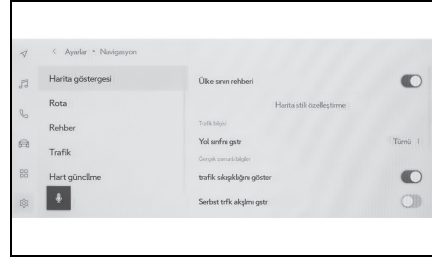 < Ayarlar • Navigasyon
Harita göstergesi
Rota
Rehber
Trafik
Hart güncllme
Ülke sınırı rehberi
Harita stili özelleştirme
Trafik bilgisi
Yol sınfnı gstr
Tümü
Gerçek zamanlı bilgiler
trafik sıkışıklığını göster
Serbst trfk akşlmı gstr